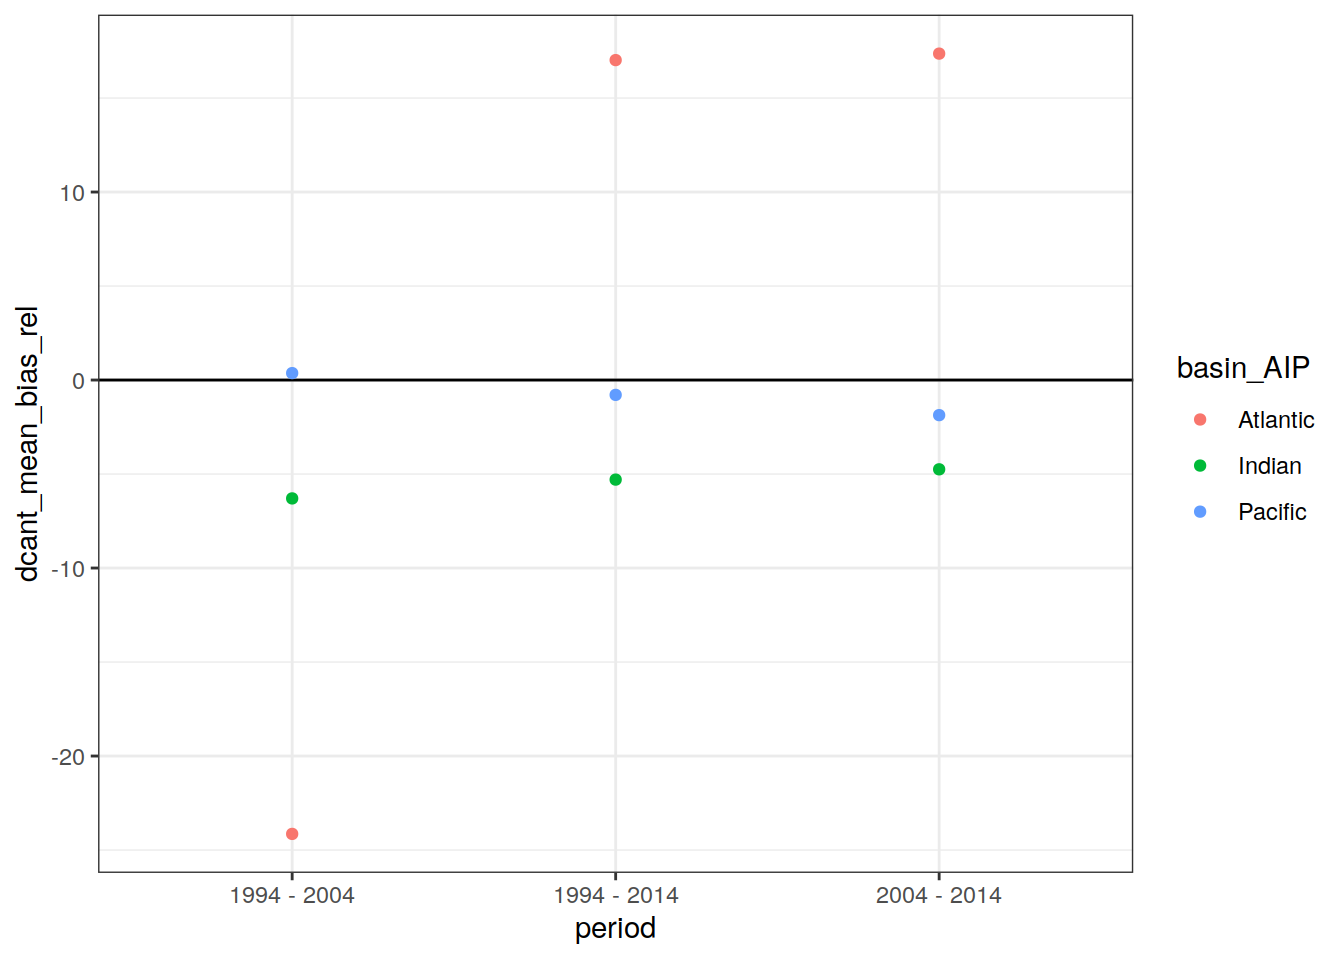 dcant_mean_bias_rel
10
0
-10
-20
1994 - 2004
1994 - 2014
2004 - 2014
period
basin_AIP
Atlantic
Indian
Pacific